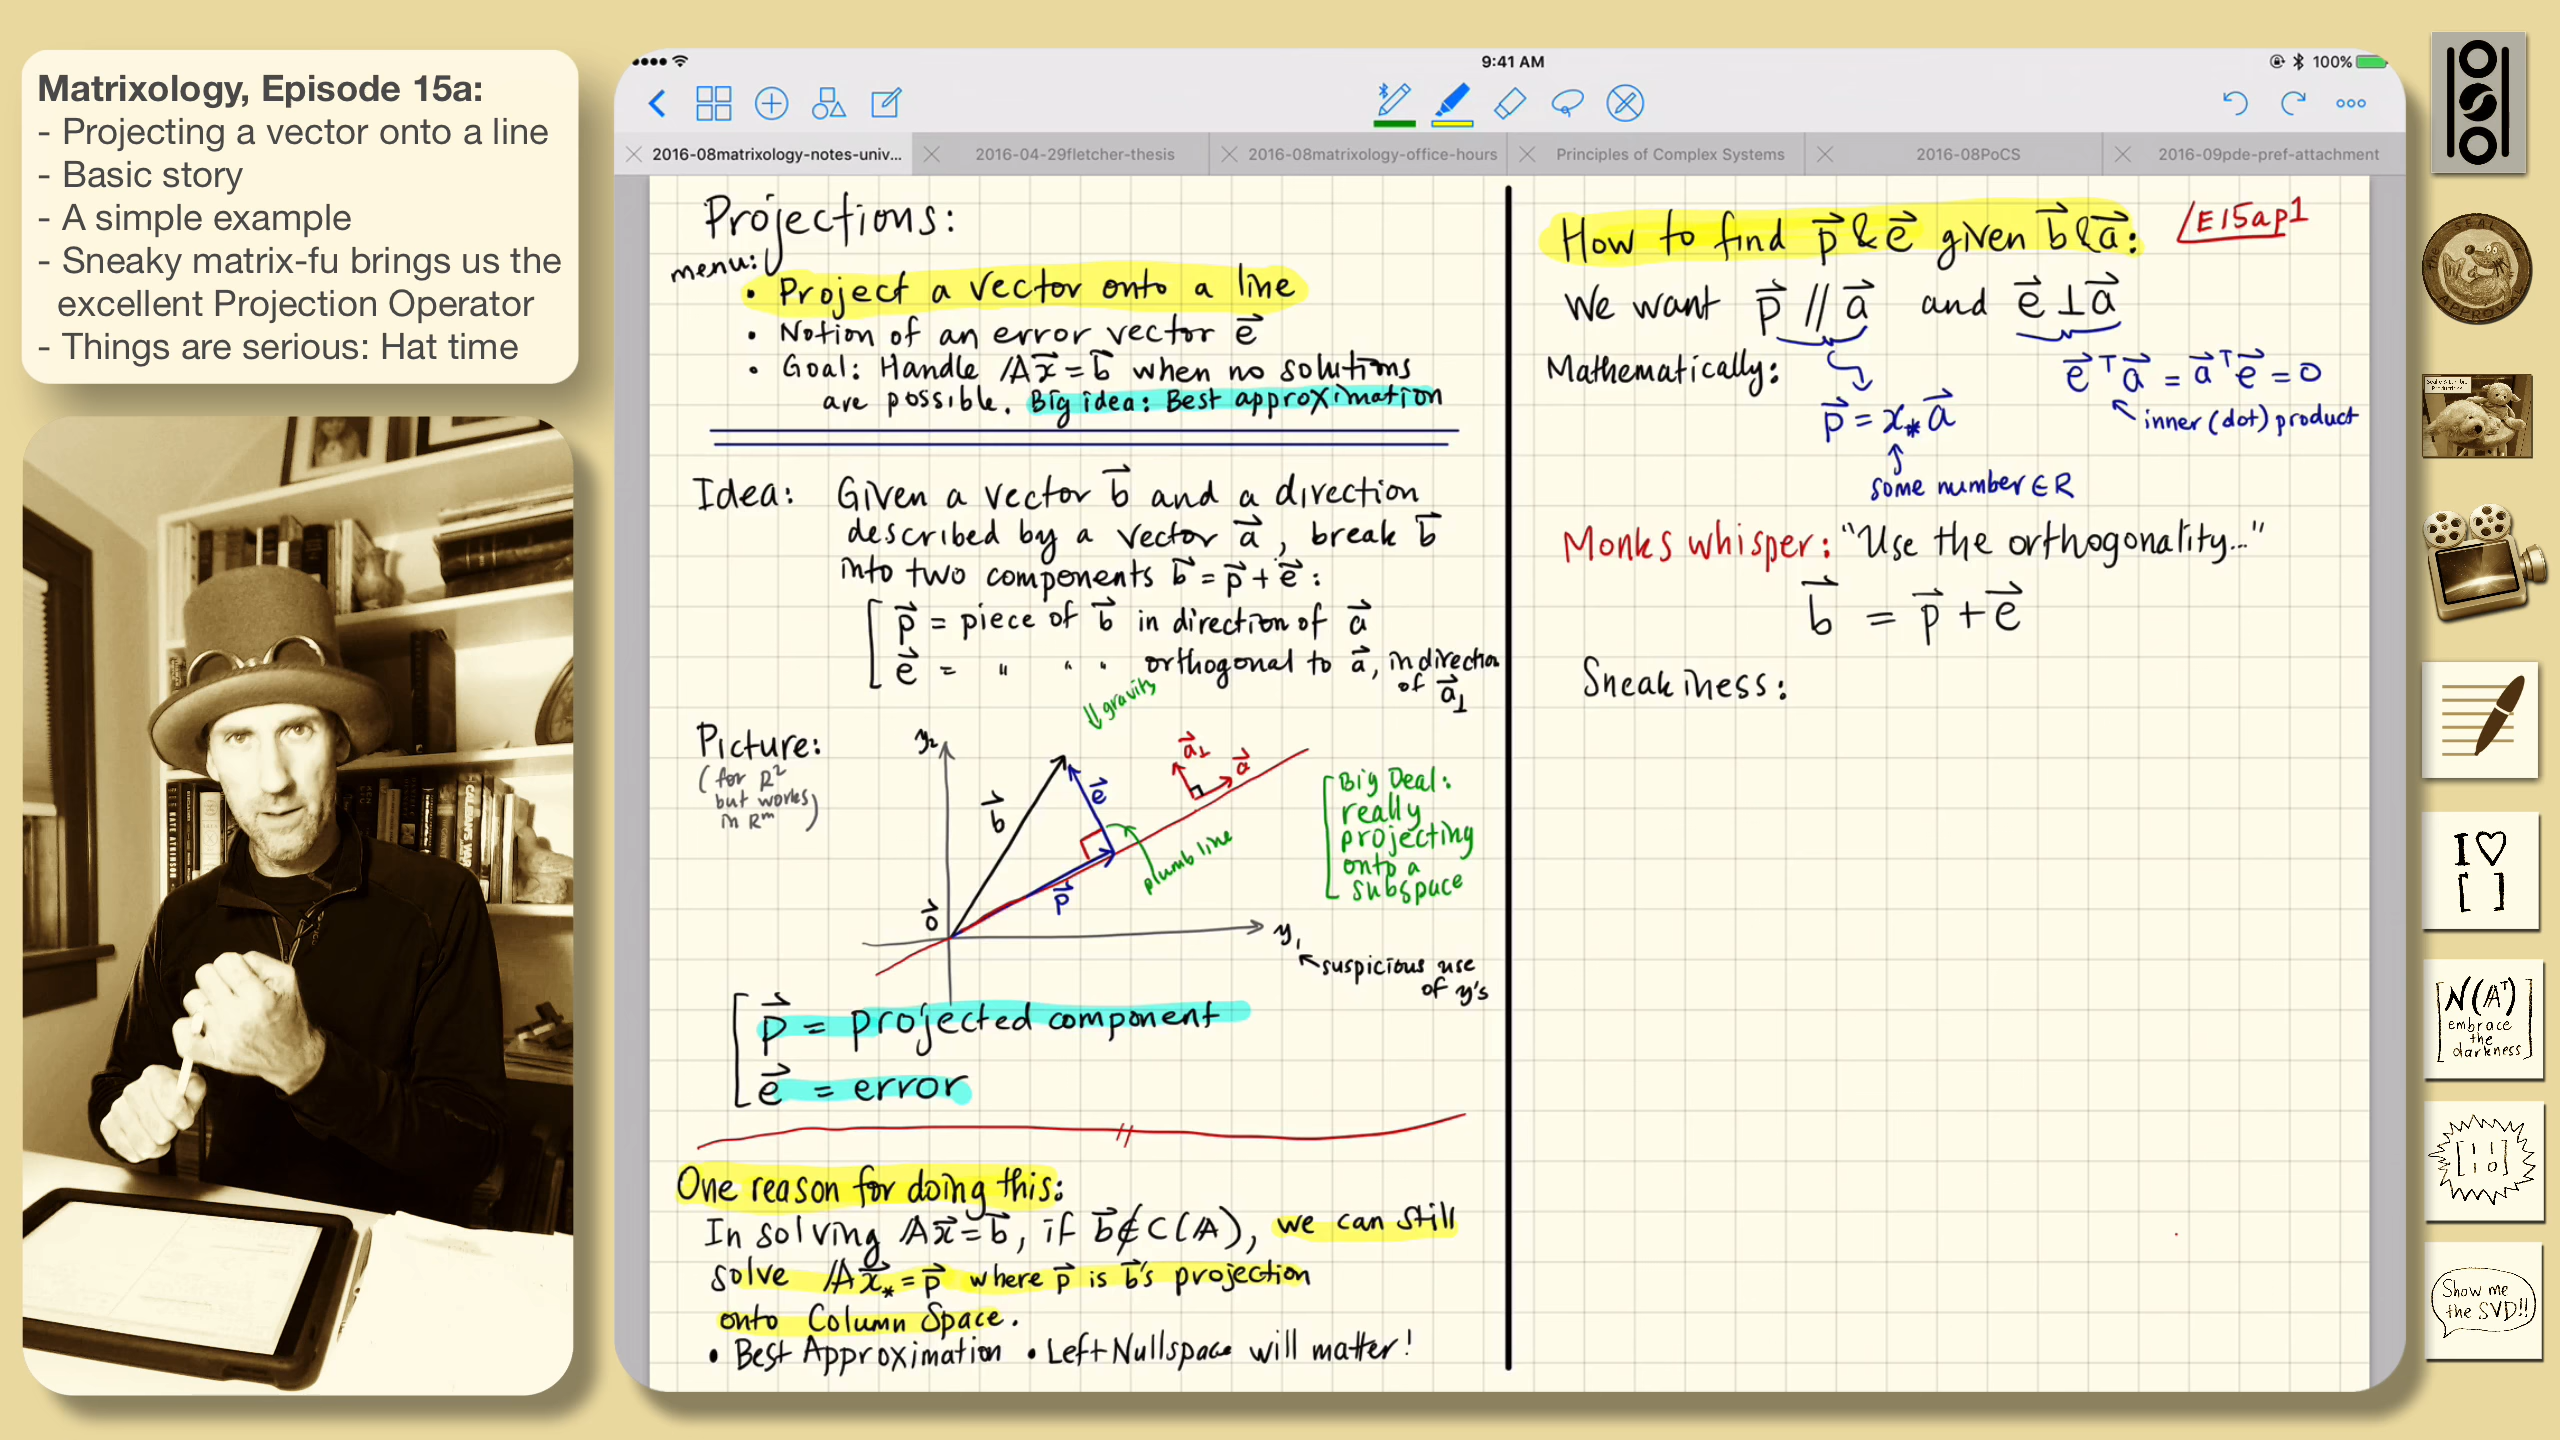 Matrixology, Episode 15a:
- Projecting a vector onto a line
- Basic story
- A simple example
- Sneaky matrix-fu brings us the
excellent Projection Operator
- Things are serious: Hat time
9:41 AM
100%
2016-08matrixology-notes-univ...
2016-04-29fletcher-thesis
2016-08matrixology-office-hours
Principles of Complex Systems
2016-08PoCS
2016-09pde-pref-attachment
Projections:
menu:
• Project a vector onto a line
• Notion of an error vector e⃗
• Goal: Handle 𝔸x⃗ = b⃗ when no solutions
are possible. Big idea: Best approximation
Idea: Given a vector b⃗ and a direction
described by a vector a⃗, break b⃗
into two components b⃗ = p⃗ + e⃗:
p⃗ = piece of b⃗ in direction of a⃗
e⃗ = " " " orthogonal to a⃗, in direction
of a⃗⊥
⇓ gravity
Picture:
(for R²
but works
in Rᵐ)
y₂
b⃗
e⃗
a⃗⊥
a⃗
p⃗
plumb line
0⃗
y₁
suspicious use
of y's
Big Deal:
really
projecting
onto a
subspace
p⃗ = projected component
e⃗ = error
One reason for doing this:
In solving 𝔸x⃗ = b⃗, if b⃗ ∉ C(𝔸), we can still
solve 𝔸x⃗* = p⃗ where p⃗ is b⃗'s projection
onto Column Space.
• Best Approximation • Left Nullspace will matter!
How to find p⃗ & e⃗ given b⃗ & a⃗:
E15ap1
We want p⃗ // a⃗ and e⃗ ⊥ a⃗
Mathematically:
e⃗ᵀa⃗ = a⃗ᵀe⃗ = 0
inner (dot) product
p⃗ = x* a⃗
some number ∈ R
Monks whisper: "Use the orthogonality..."
b⃗ = p⃗ + e⃗
Sneakiness:
I ♡
[ ]
N(𝔸ᵀ)
embrace
the
darkness
[1 1
1 0]
Show me
the SVD!!